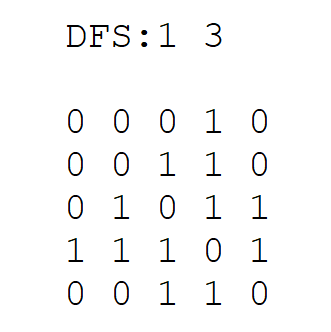 DFS:1 3
0 0 0 1 0
0 0 1 1 0
0 1 0 1 1
1 1 1 0 1
0 0 1 1 0